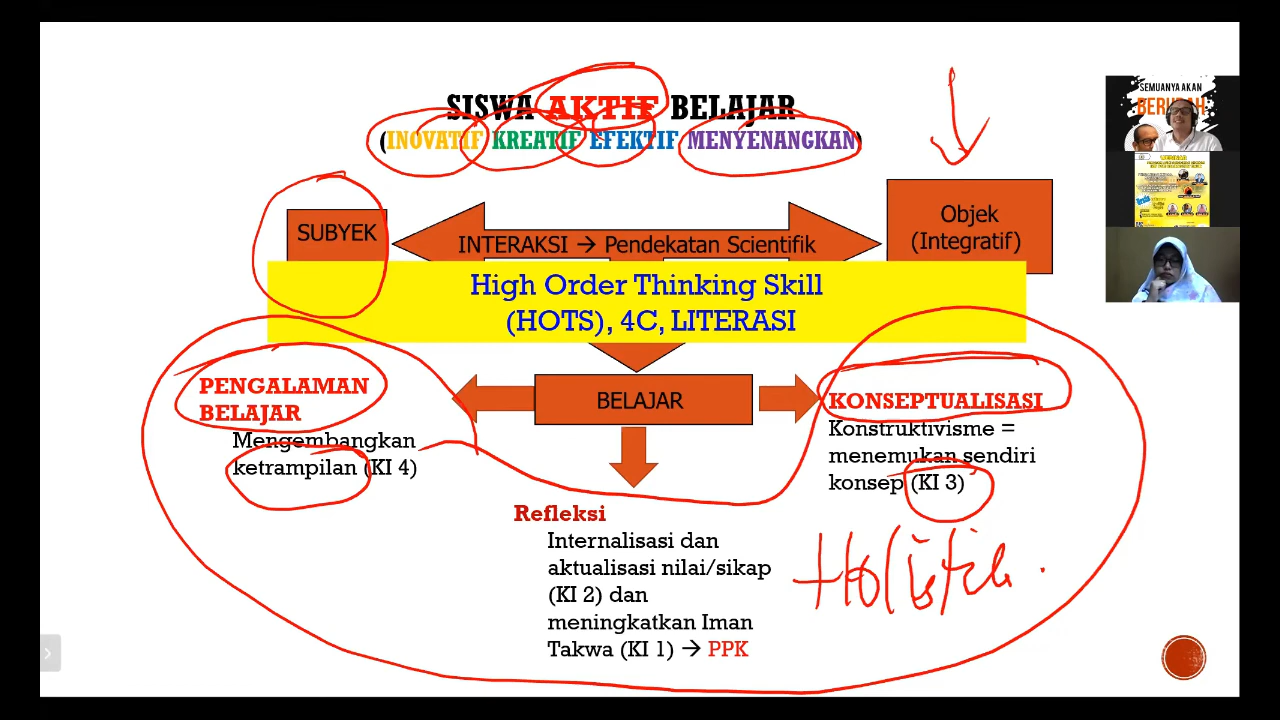 SISWA AKTIF BELAJAR
(INOVATIF KREATIF EFEKTIF MENYENANGKAN)
SEMUANYA AKAN
BERUBAH
SUBYEK
INTERAKSI → Pendekatan Scientifik
Objek
(Integratif)
High Order Thinking Skill
(HOTS), 4C, LITERASI
PENGALAMAN
BELAJAR
Mengembangkan
ketrampilan (KI 4)
BELAJAR
KONSEPTUALISASI
Konstruktivisme =
menemukan sendiri
konsep (KI 3)
Refleksi
Internalisasi dan
aktualisasi nilai/sikap
(KI 2) dan
meningkatkan Iman
Takwa (KI 1) → PPK
Holistik.